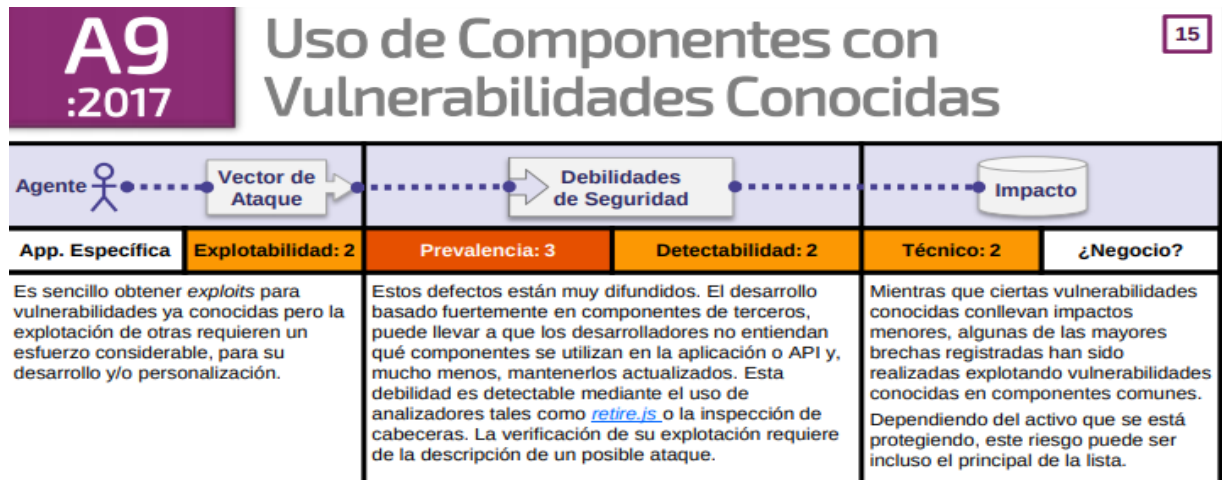 A9
:2017
Uso de Componentes con
Vulnerabilidades Conocidas
15
Agente
Vector de
Ataque
Debilidades
de Seguridad
Impacto
App. Específica
Explotabilidad: 2
Prevalencia: 3
Detectabilidad: 2
Técnico: 2
¿Negocio?
Es sencillo obtener exploits para
vulnerabilidades ya conocidas pero la
explotación de otras requieren un
esfuerzo considerable, para su
desarrollo y/o personalización.
Estos defectos están muy difundidos. El desarrollo
basado fuertemente en componentes de terceros,
puede llevar a que los desarrolladores no entiendan
qué componentes se utilizan en la aplicación o API y,
mucho menos, mantenerlos actualizados. Esta
debilidad es detectable mediante el uso de
analizadores tales como retire.js o la inspección de
cabeceras. La verificación de su explotación requiere
de la descripción de un posible ataque.
Mientras que ciertas vulnerabilidades
conocidas conllevan impactos
menores, algunas de las mayores
brechas registradas han sido
realizadas explotando vulnerabilidades
conocidas en componentes comunes.
Dependiendo del activo que se está
protegiendo, este riesgo puede ser
incluso el principal de la lista.